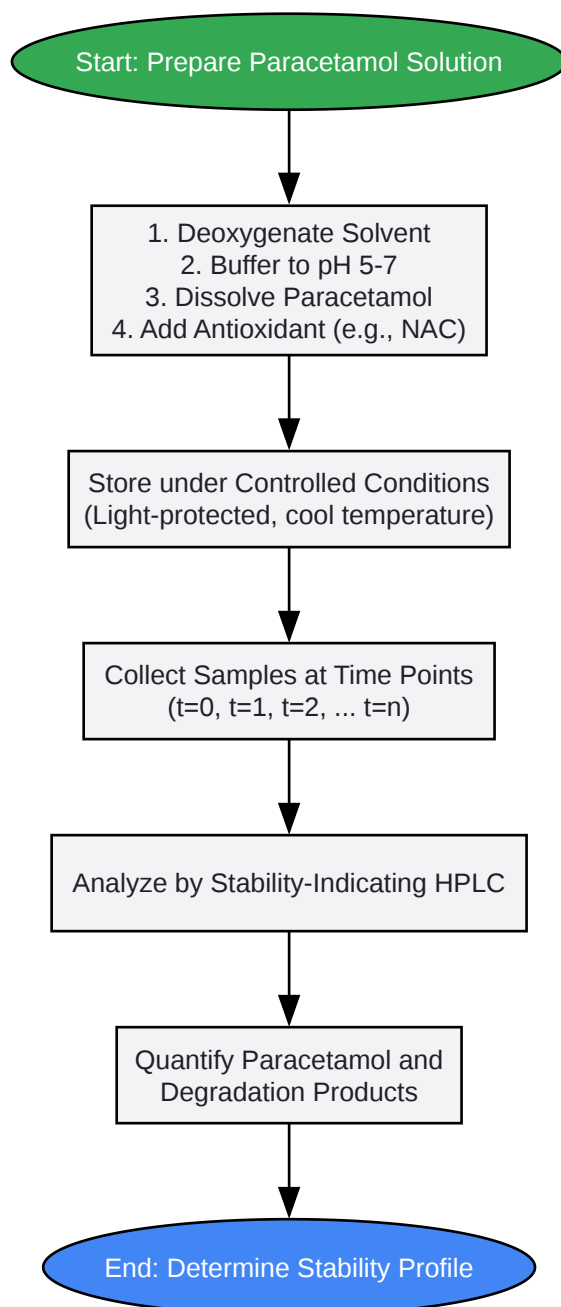 Start: Prepare Paracetamol Solution
1. Deoxygenate Solvent
2. Buffer to pH 5-7
3. Dissolve Paracetamol
4. Add Antioxidant (e.g., NAC)
Store under Controlled Conditions
(Light-protected, cool temperature)
Collect Samples at Time Points
(t=0, t=1, t=2, ... t=n)
Analyze by Stability-Indicating HPLC
Quantify Paracetamol and
Degradation Products
End: Determine Stability Profile